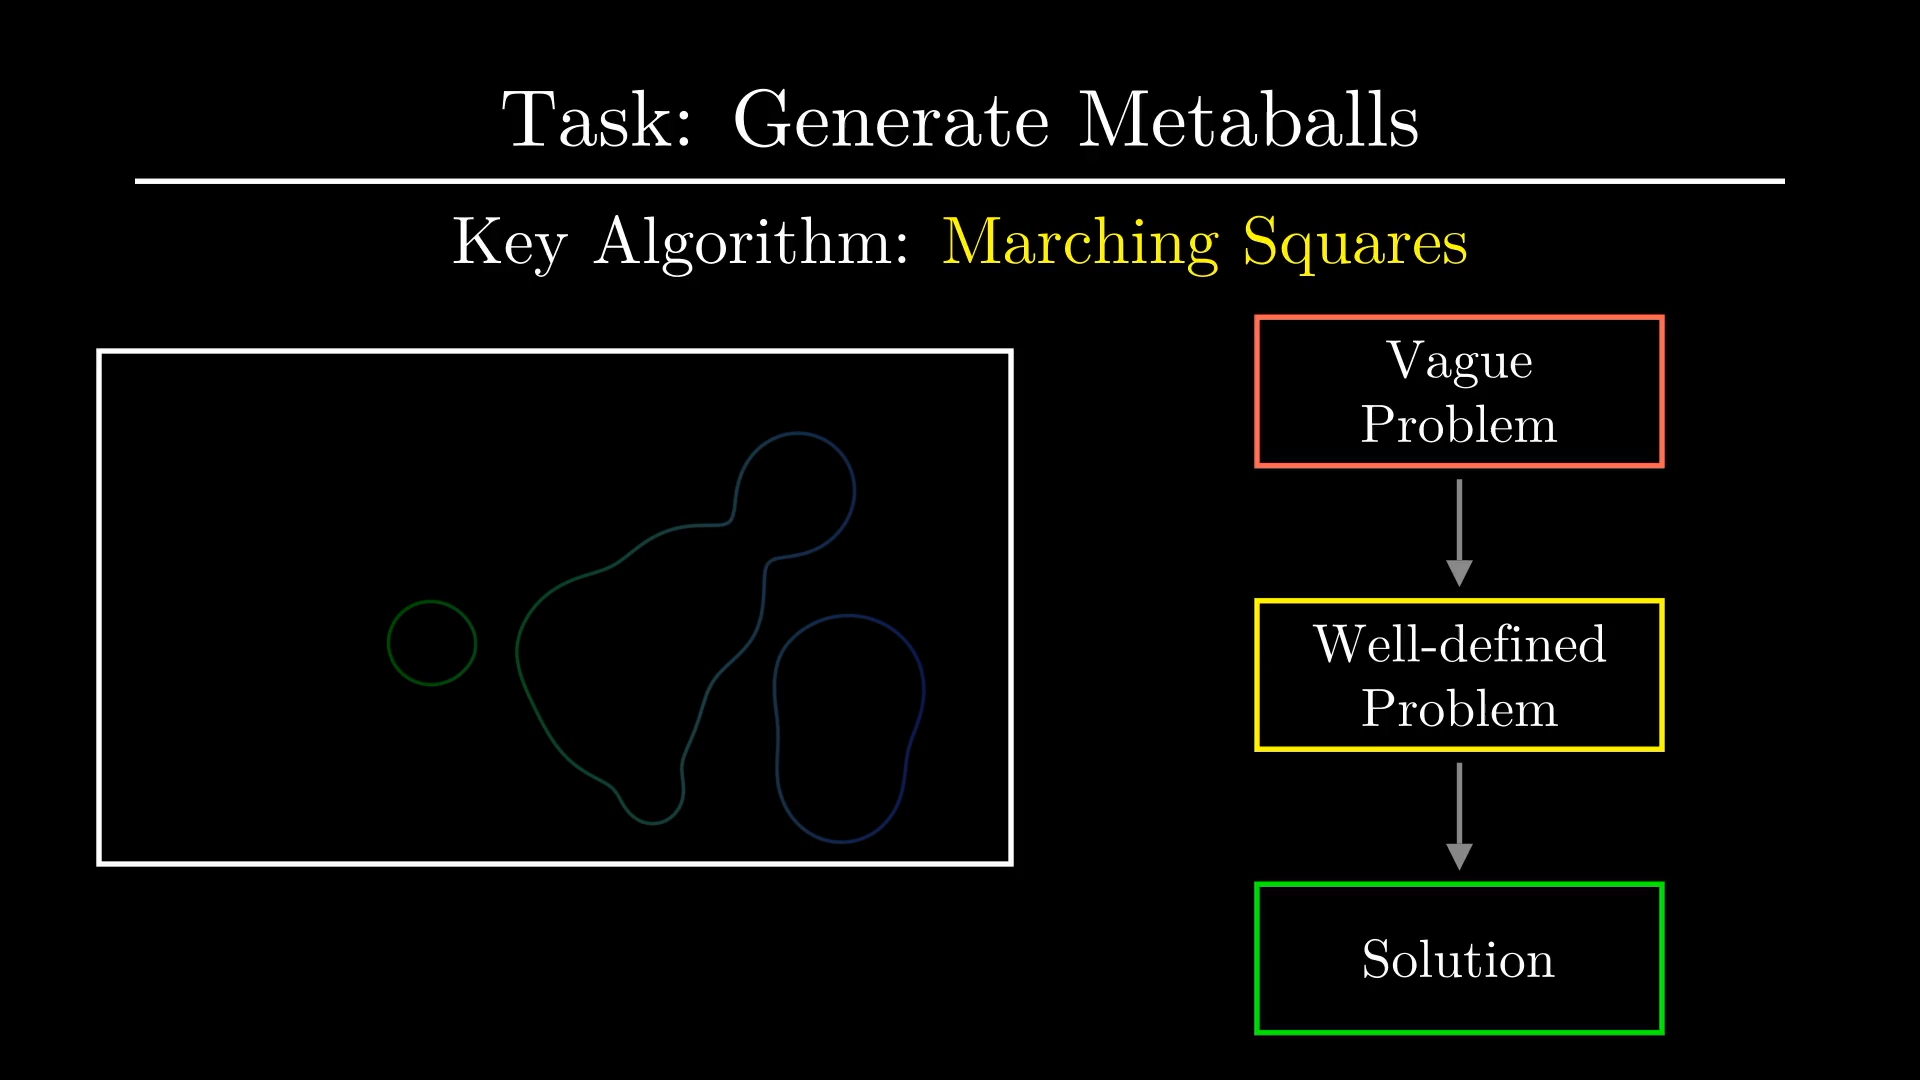 Task: Generate Metaballs
Key Algorithm: Marching Squares
Vague
Problem
Well-defined
Problem
Solution